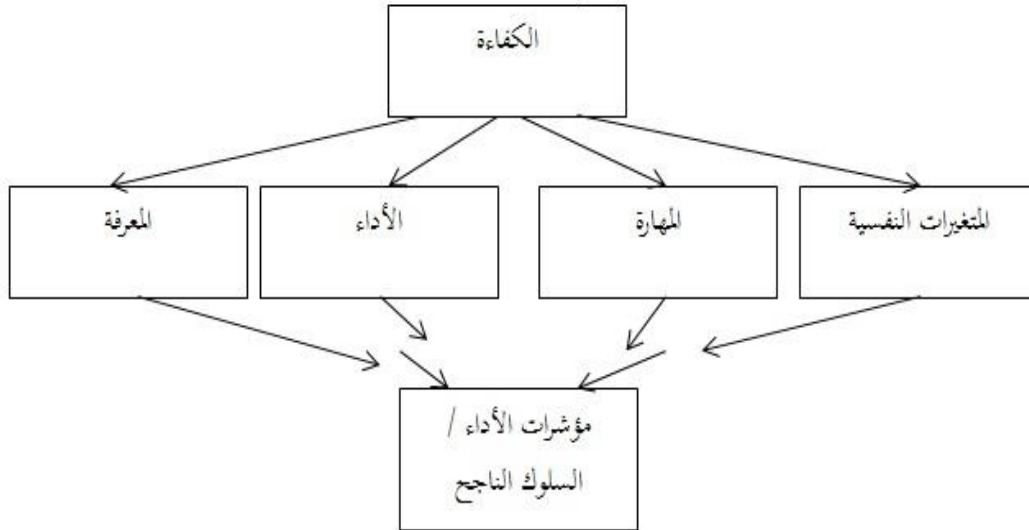 الكفاءة
المتغيرات النفسية
المهارة
الأداء
المعرفة
مؤشرات الأداء /
السلوك الناجح